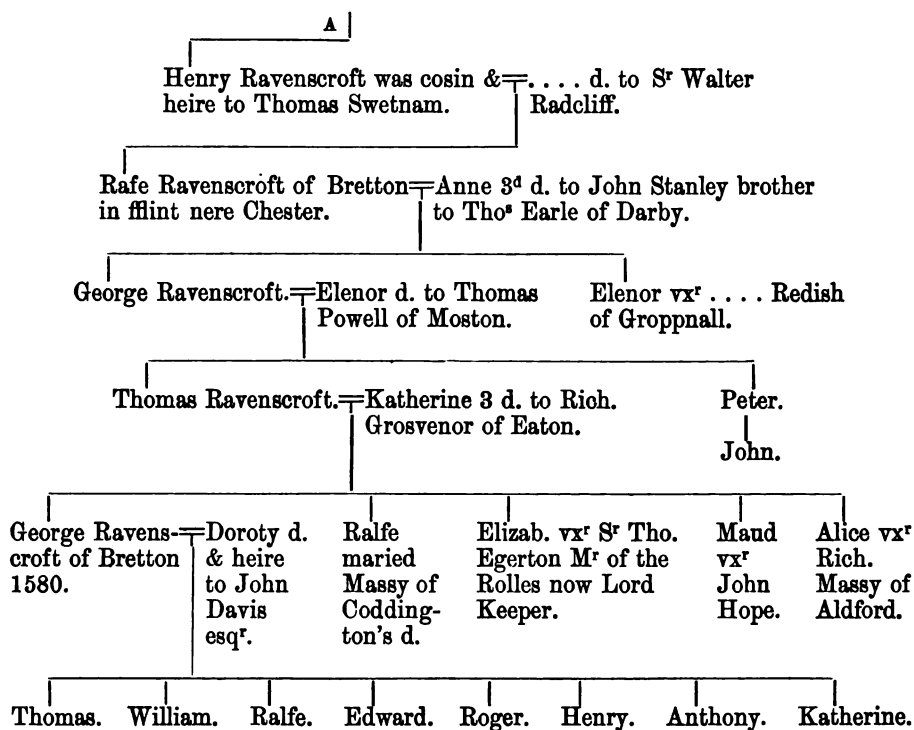 A
Henry Ravenscroft was cosin & = . . . . d. to Sʳ Walter
heire to Thomas Swetnam. Radcliff.
Rafe Ravenscroft of Bretton = Anne 3ᵈ d. to John Stanley brother
in fflint nere Chester. to Thoˢ Earle of Darby.
George Ravenscroft. = Elenor d. to Thomas
Powell of Moston.
Elenor vxʳ . . . . Redish
of Groppnall.
Thomas Ravenscroft. = Katherine 3 d. to Rich.
Grosvenor of Eaton.
Peter.
John.
George Ravens-
croft of Bretton
1580.
=
Doroty d.
& heire
to John
Davis
esqʳ.
Ralfe
maried
Massy of
Codding-
ton's d.
Elizab. vxʳ Sʳ Tho.
Egerton Mʳ of the
Rolles now Lord
Keeper.
Maud
vxʳ
John
Hope.
Alice vxʳ
Rich.
Massy of
Aldford.
Thomas. William. Ralfe. Edward. Roger. Henry. Anthony. Katherine.